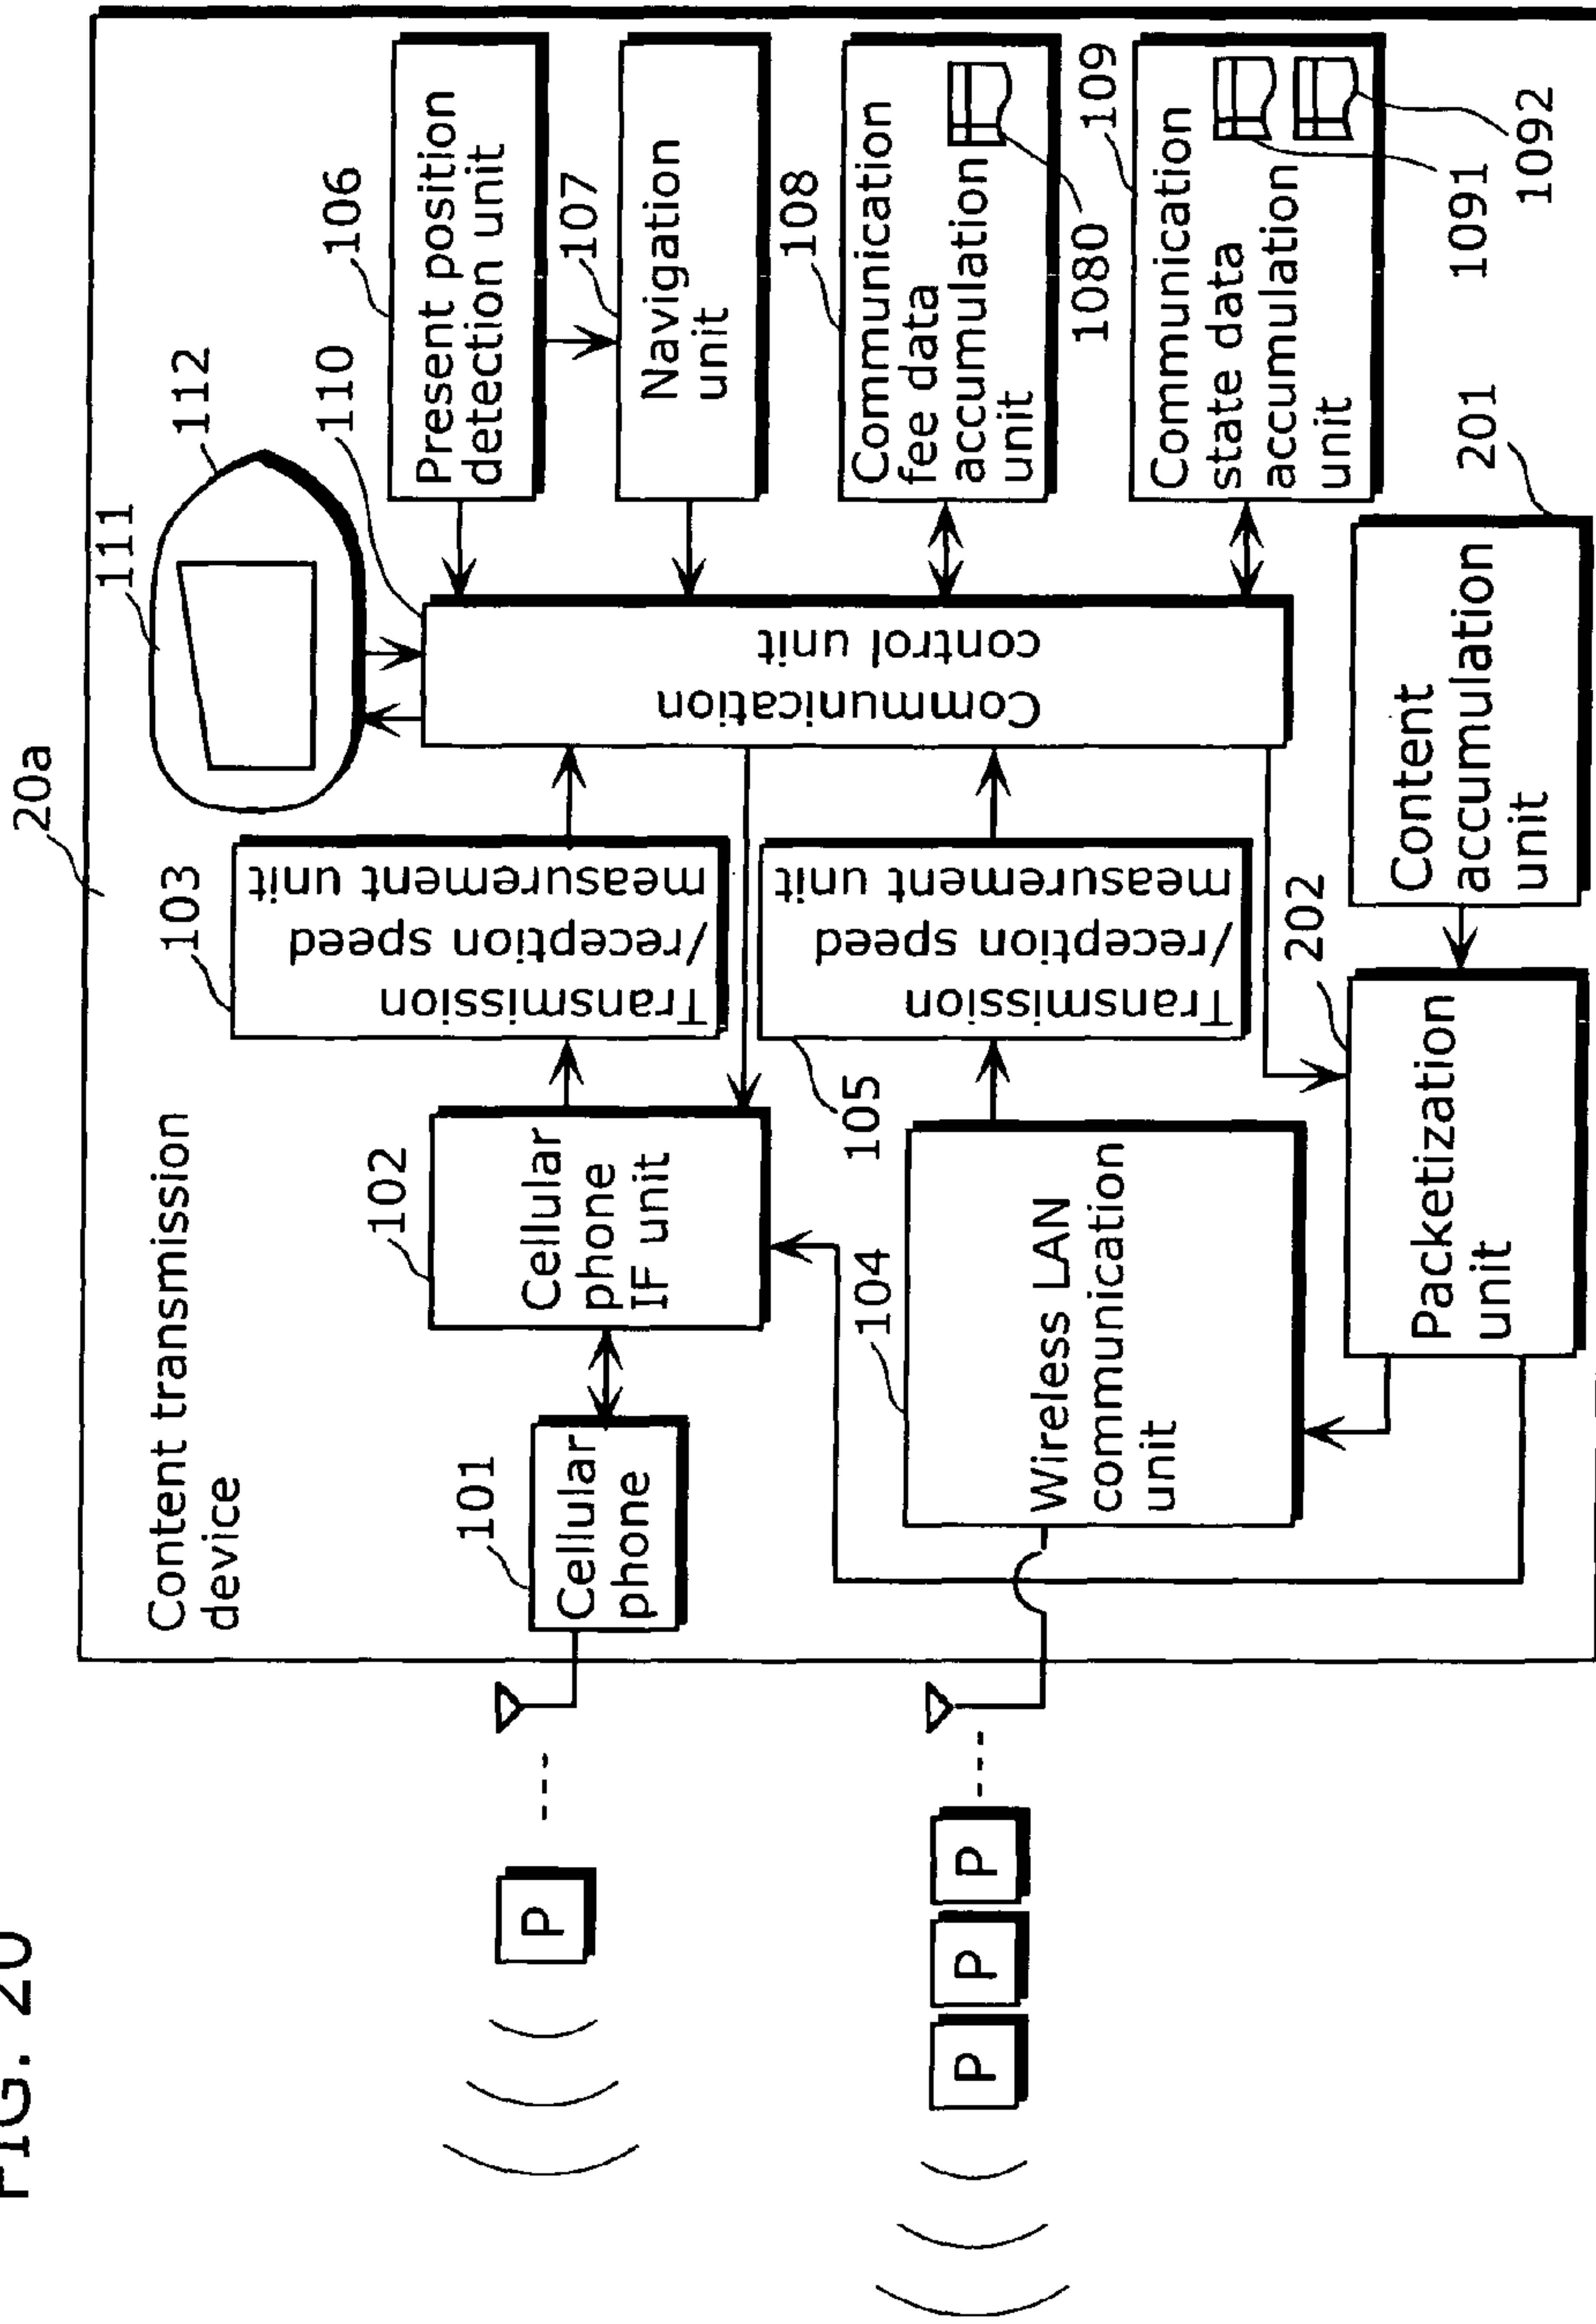 FIG. 20
20a
Content transmission
device
111
112
110
106
Present position
detection unit
107
Navigation
unit
108
Communication
fee data
accumulation
unit
1080
109
Communication
state data
accumulation
unit
1091
1092
Communication
control unit
103
Transmission
/reception speed
measurement unit
105
Transmission
/reception speed
measurement unit
102
Cellular
phone
IF unit
101
Cellular
phone
104
Wireless LAN
communication
unit
201
Content
accumulation
unit
202
Packetization
unit
P
P
P
P